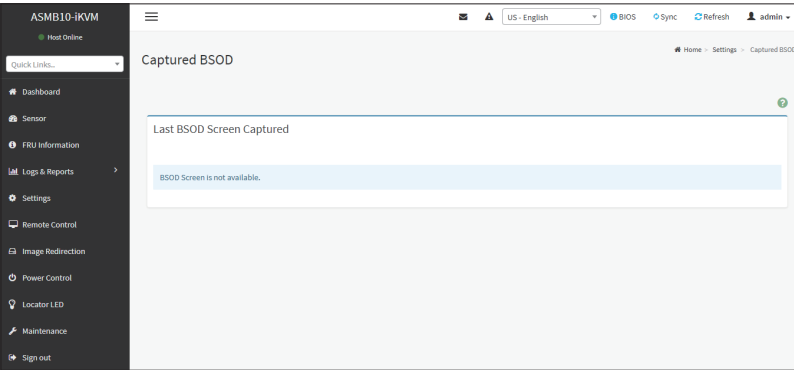 ASMB10-iKVM
Host Online
Quick Links..
Dashboard
Sensor
FRU Information
Logs & Reports
Settings
Remote Control
Image Redirection
Power Control
Locator LED
Maintenance
Sign out
US - English
BIOS
Sync
Refresh
admin
Captured BSOD
Home > Settings > Captured BSOD
Last BSOD Screen Captured
BSOD Screen is not available.